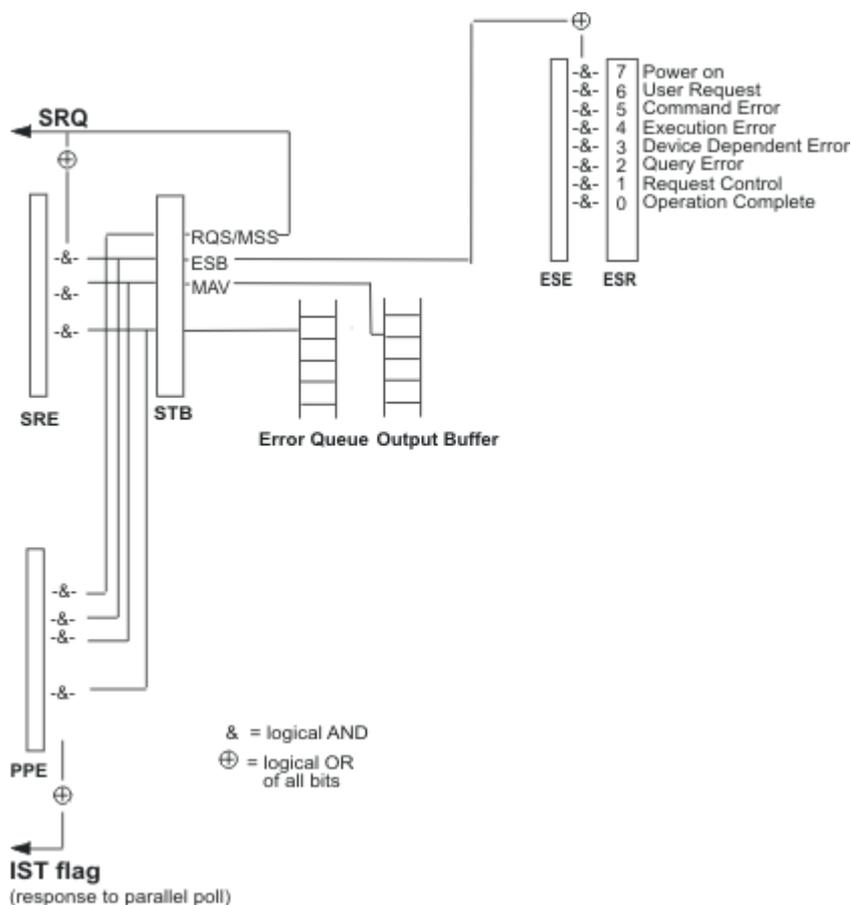 -&- 7 Power on
-&- 6 User Request
-&- 5 Command Error
-&- 4 Execution Error
-&- 3 Device Dependent Error
-&- 2 Query Error
-&- 1 Request Control
-&- 0 Operation Complete
ESE ESR
SRQ
RQS/MSS
-&- ESB
-&- MAV
-&-
SRE STB
Error Queue Output Buffer
-&-
-&-
-&-
-&-
PPE
& = logical AND
⊕ = logical OR
of all bits
IST flag
(response to parallel poll)